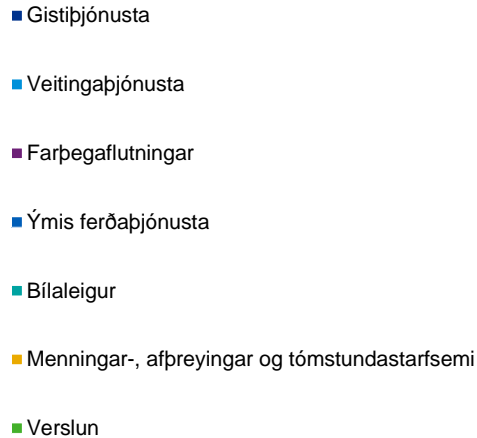 Gistiþjónusta
Veitingaþjónusta
Farþegaflutningar
Ýmis ferðaþjónusta
Bílaleigur
Menningar-, afþreyingar og tómstundastarfsemi
Verslun